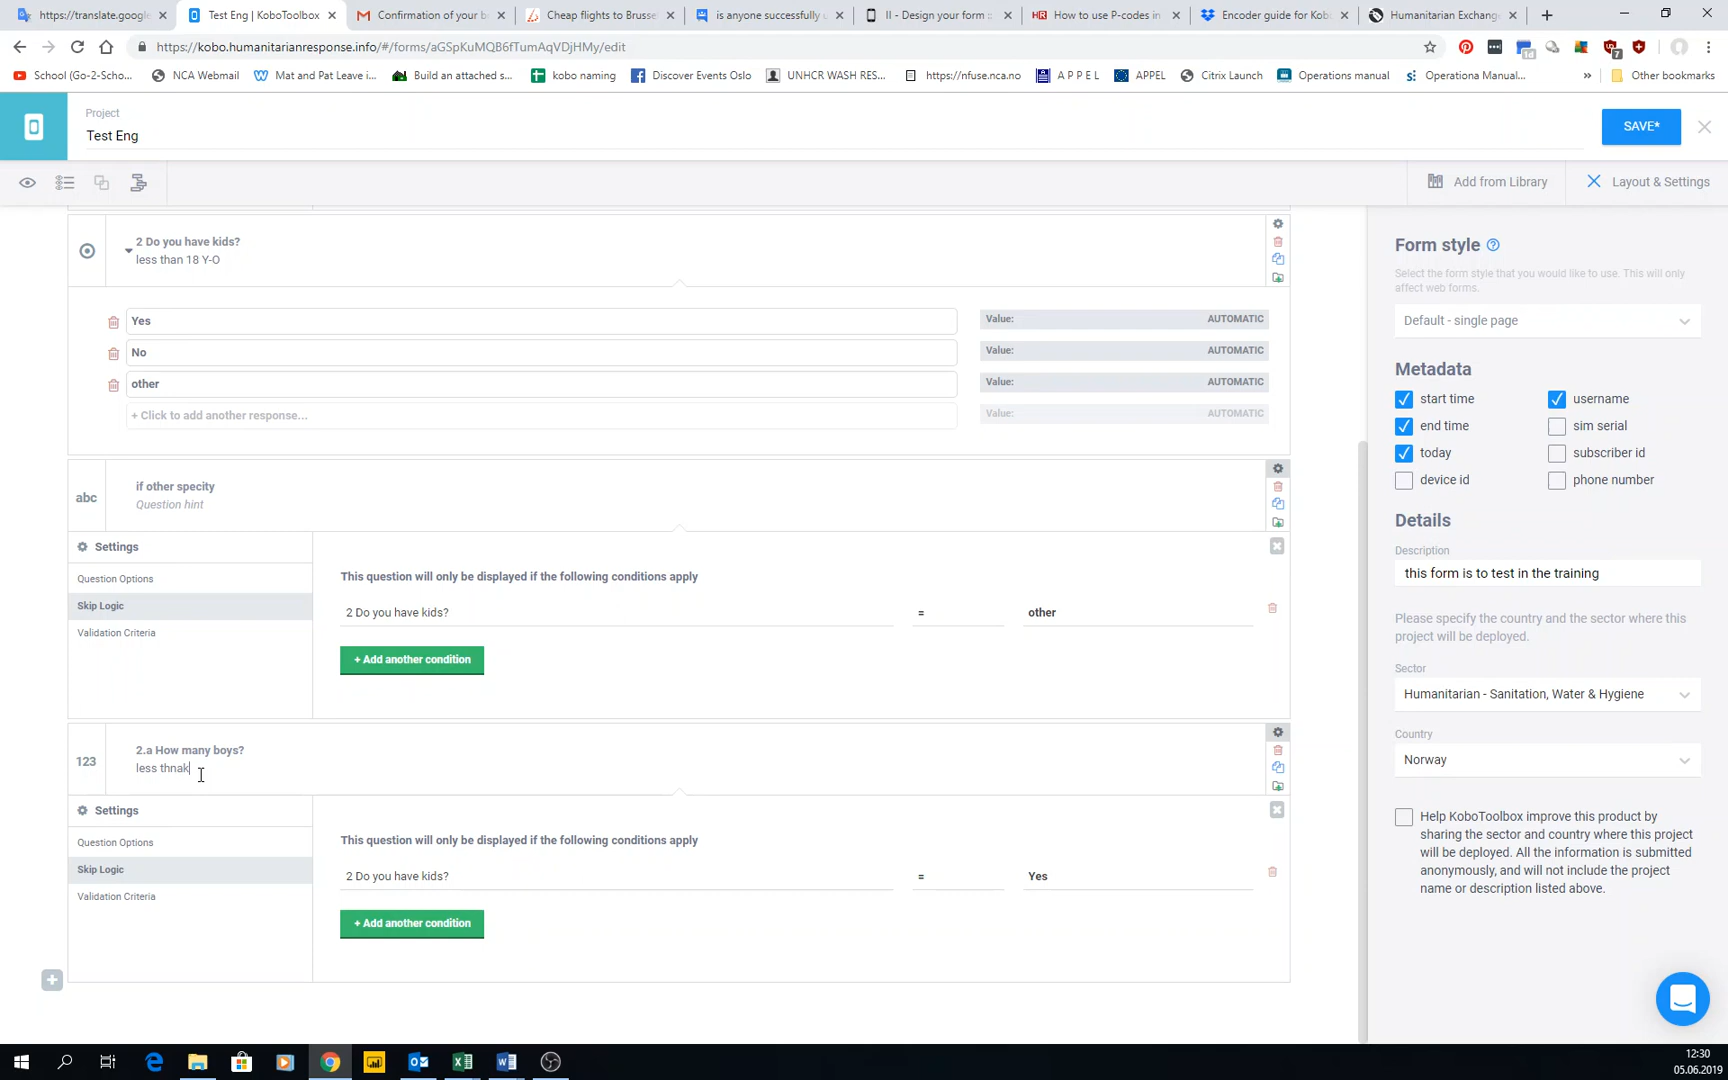 https://translate.google
Test Eng | KoboToolbox
Confirmation of your b
Cheap flights to Brusse
is anyone successfully u
II - Design your form
HR How to use P-codes in
Encoder guide for Kob
Humanitarian Exchang
https://kobo.humanitarianresponse.info/#/forms/aGSpKuMQB6fTumAqVDjHMy/edit
School (Go-2-Scho...
NCA Webmail
Mat and Pat Leave i...
Build an attached s...
kobo naming
Discover Events Oslo
UNHCR WASH RES...
https://nfuse.nca.no
A P P E L
APPEL
Citrix Launch
Operations manual
Operationa Manual...
»
Other bookmarks
Project
Test Eng
SAVE*
Add from Library
Layout & Settings
2 Do you have kids?
less than 18 Y-O
Yes
Value: AUTOMATIC
No
Value: AUTOMATIC
other
Value: AUTOMATIC
+ Click to add another response...
Value: AUTOMATIC
abc
if other specity
Question hint
Settings
Question Options
Skip Logic
Validation Criteria
This question will only be displayed if the following conditions apply
2 Do you have kids? = other
+ Add another condition
123
2.a How many boys?
less thnak
Settings
Question Options
Skip Logic
Validation Criteria
This question will only be displayed if the following conditions apply
2 Do you have kids? = Yes
+ Add another condition
Form style
Select the form style that you would like to use. This will only
affect web forms.
Default - single page
Metadata
start time
username
end time
sim serial
today
subscriber id
device id
phone number
Details
Description
this form is to test in the training
Please specify the country and the sector where this
project will be deployed.
Sector
Humanitarian - Sanitation, Water & Hygiene
Country
Norway
Help KoboToolbox improve this product by
sharing the sector and country where this project
will be deployed. All the information is submitted
anonymously, and will not include the project
name or description listed above.
12:30
05.06.2019